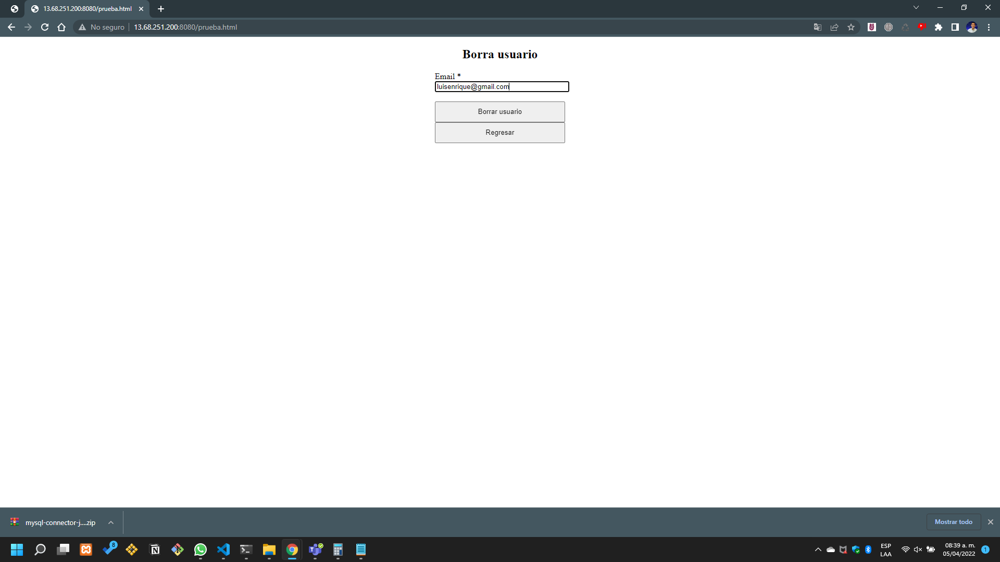 13.68.251.200:8080/prueba.html
No seguro
13.68.251.200:8080/prueba.html
Borra usuario
Email *
luisenrique@gmail.com
Borrar usuario
Regresar
mysql-connector-j....zip
Mostrar todo
8
ESP
LAA
08:39 a. m.
05/04/2022
1